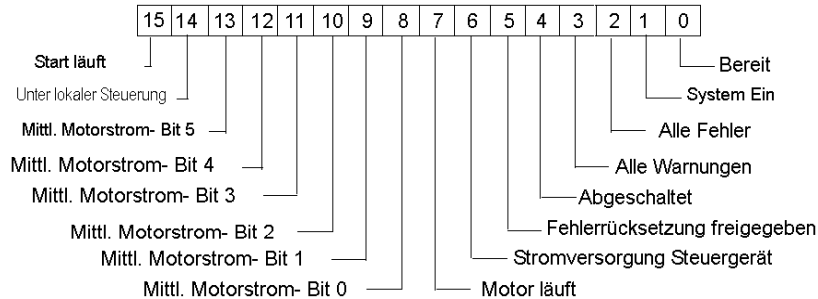 15 14 13 12 11 10 9 8 7 6 5 4 3 2 1 0
Start läuft
Bereit
Unter lokaler Steuerung
System Ein
Mittl. Motorstrom- Bit 5
Alle Fehler
Mittl. Motorstrom- Bit 4
Alle Warnungen
Mittl. Motorstrom- Bit 3
Abgeschaltet
Mittl. Motorstrom- Bit 2
Fehlerrücksetzung freigegeben
Mittl. Motorstrom- Bit 1
Stromversorgung Steuergerät
Mittl. Motorstrom- Bit 0
Motor läuft